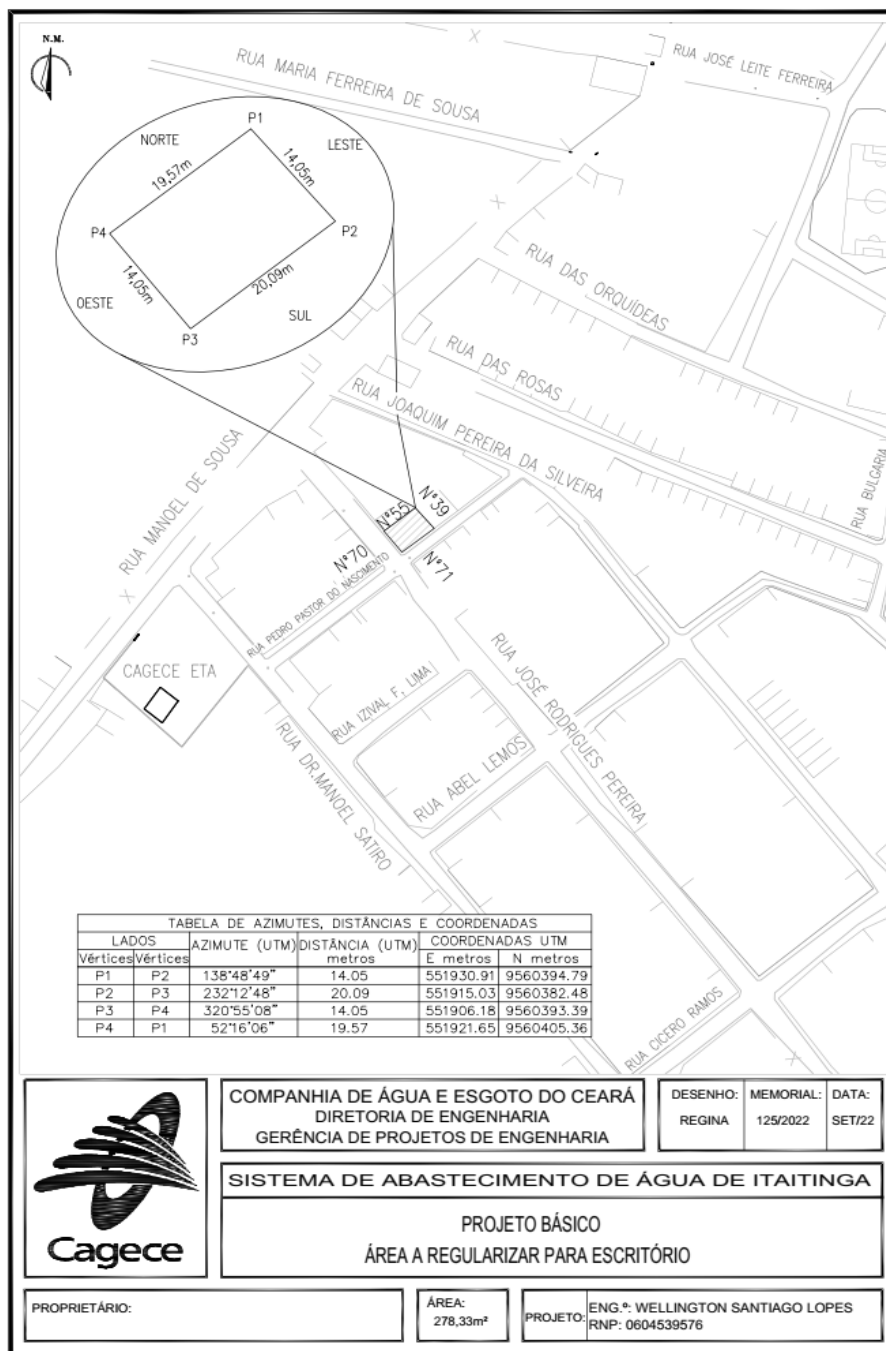 N.M.
RUA MARIA FERREIRA DE SOUSA
RUA JOSÉ LEITE FERREIRA
P1
NORTE
LESTE
19,57m
14,05m
P4
P2
14,05m
20,09m
OESTE
SUL
P3
RUA DAS ORQUÍDEAS
RUA DAS ROSAS
RUA JOAQUIM PEREIRA DA SILVEIRA
RUA MANOEL DE SOUSA
RUA BULGARIA
N°55
N°39
N°70
N°71
RUA PEDRO PASTOR DO NASCIMENTO
CAGECE ETA
RUA IZIVAL F, LIMA
RUA JOSÉ RODRIGUES PEREIRA
RUA DR.MANOEL SATIRO
RUA ABEL LEMOS
RUA CICERO RAMOS
TABELA DE AZIMUTES, DISTÂNCIAS E COORDENADAS
LADOS AZIMUTE (UTM) DISTÂNCIA (UTM) COORDENADAS UTM
Vértices Vértices metros E metros N metros
P1 P2 138°48'49" 14.05 551930.91 9560394.79
P2 P3 232°12'48" 20.09 551915.03 9560382.48
P3 P4 320°55'08" 14.05 551906.18 9560393.39
P4 P1 52°16'06" 19.57 551921.65 9560405.36
Cagece
COMPANHIA DE ÁGUA E ESGOTO DO CEARÁ
DIRETORIA DE ENGENHARIA
GERÊNCIA DE PROJETOS DE ENGENHARIA
DESENHO: MEMORIAL: DATA:
REGINA 125/2022 SET/22
SISTEMA DE ABASTECIMENTO DE ÁGUA DE ITAITINGA
PROJETO BÁSICO
ÁREA A REGULARIZAR PARA ESCRITÓRIO
PROPRIETÁRIO:
ÁREA:
278,33m²
PROJETO: ENG.º: WELLINGTON SANTIAGO LOPES
RNP: 0604539576